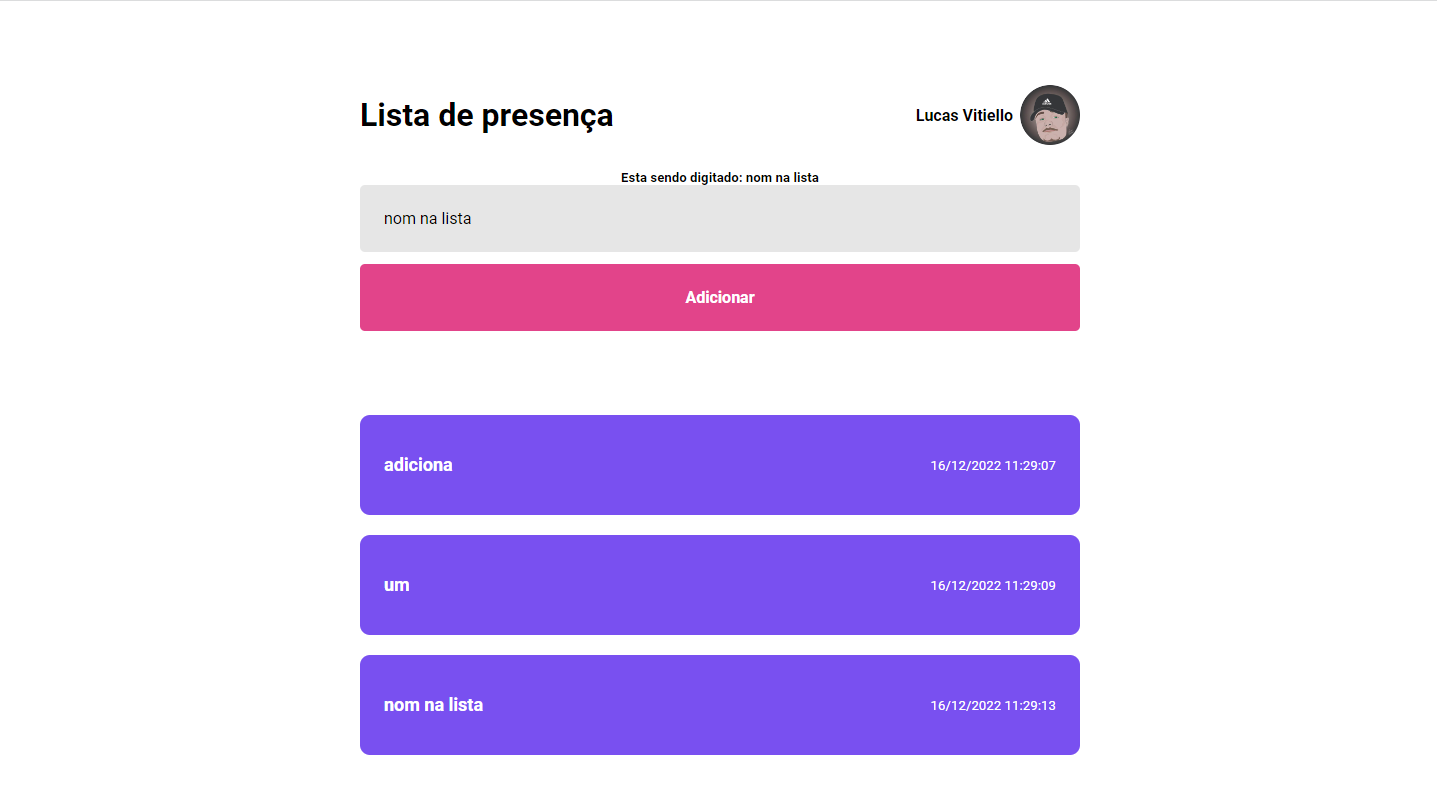 Lista de presença
Lucas Vitiello
Esta sendo digitado: nom na lista
nom na lista
Adicionar
adiciona
16/12/2022 11:29:07
um
16/12/2022 11:29:09
nom na lista
16/12/2022 11:29:13